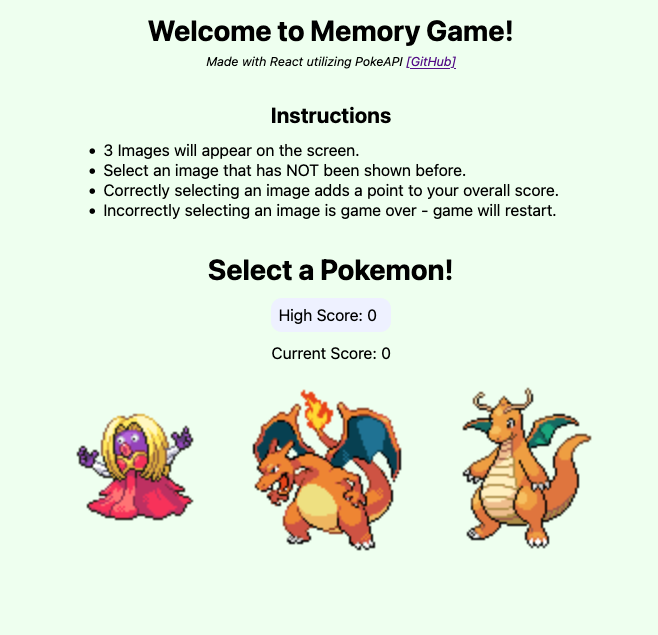 Welcome to Memory Game!
Made with React utilizing PokeAPI [GitHub]
Instructions
• 3 Images will appear on the screen.
• Select an image that has NOT been shown before.
• Correctly selecting an image adds a point to your overall score.
• Incorrectly selecting an image is game over - game will restart.
Select a Pokemon!
High Score: 0
Current Score: 0